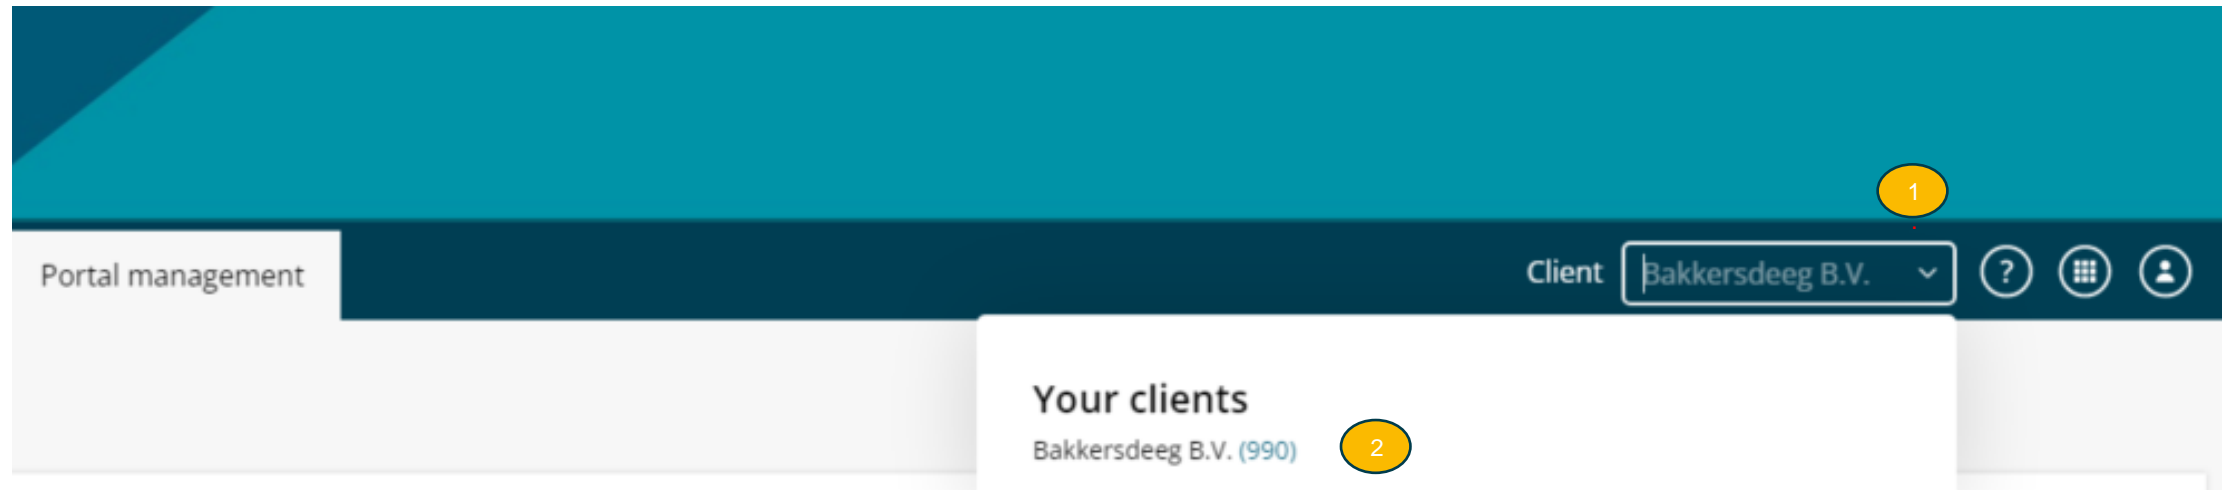 1
Portal management
Client
Bakkersdeeg B.V.
?
Your clients
Bakkersdeeg B.V. (990)
2